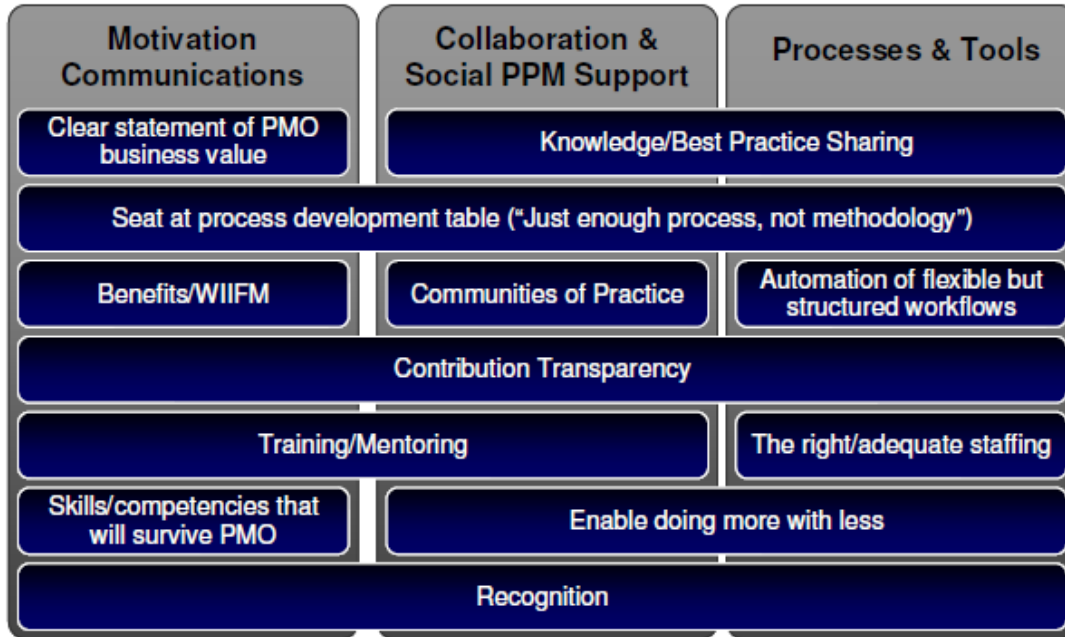 Motivation
Communications
Collaboration &
Social PPM Support
Processes & Tools
Clear statement of PMO
business value
Knowledge/Best Practice Sharing
Seat at process development table (“Just enough process, not methodology”)
Benefits/WIIFM
Communities of Practice
Automation of flexible but
structured workflows
Contribution Transparency
Training/Mentoring
The right/adequate staffing
Skills/competencies that
will survive PMO
Enable doing more with less
Recognition